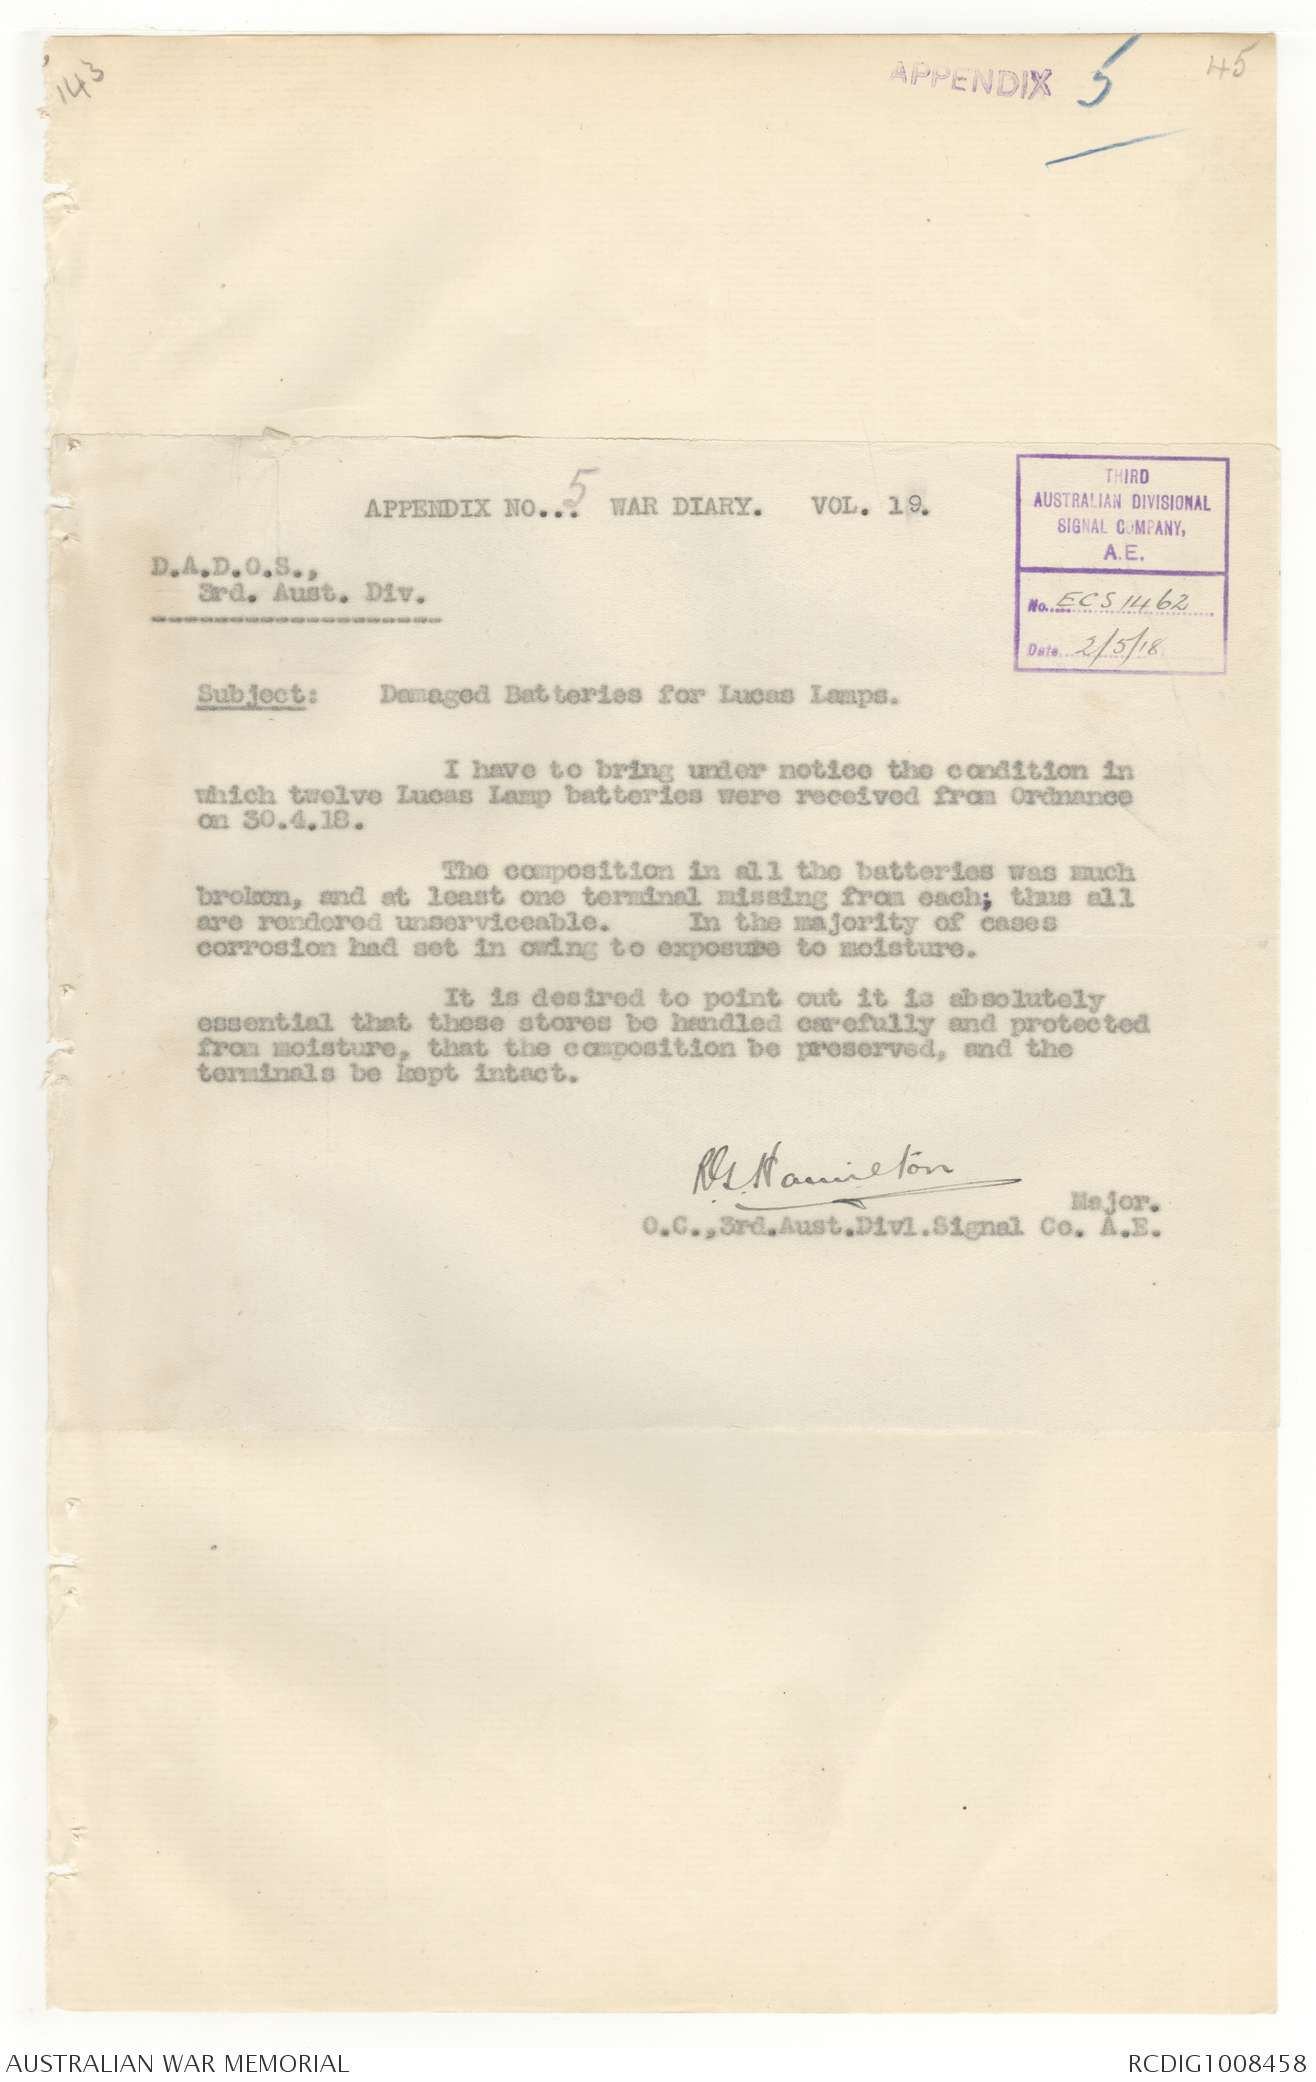 143
APPENDIX 5
45
APPENDIX NO... 5 WAR DIARY. VOL. 19.
THIRD
AUSTRALIAN DIVISIONAL
SIGNAL COMPANY,
A.E.
No. ECS 1462
Date 2/5/18
D.A.D.O.S.,
3rd. Aust. Div.
Subject: Damaged Batteries for Lucas Lamps.
I have to bring under notice the condition in
which twelve Lucas Lamp batteries were received from Ordnance
on 30.4.18.
The composition in all the batteries was much
broken, and at least one terminal missing from each; thus all
are rendered unserviceable. In the majority of cases
corrosion had set in owing to exposure to moisture.
It is desired to point out it is absolutely
essential that these stores be handled carefully and protected
from moisture, that the composition be preserved, and the
terminals be kept intact.
Hamilton
Major.
O.C.,3rd.Aust.Divl.Signal Co. A.E.
AUSTRALIAN WAR MEMORIAL
RCDIG1008458